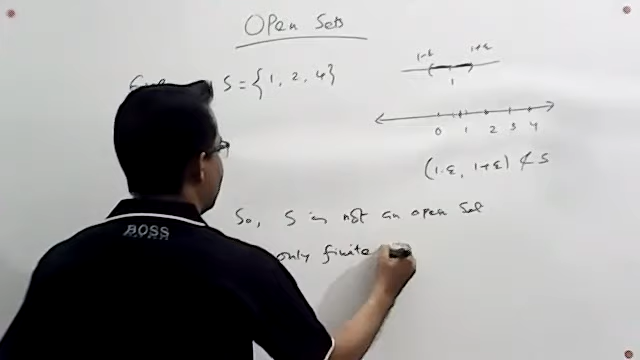 Open Sets
S = {1, 2, 4}
1-ε 1+ε
1
0 1 2 3 4
(1-ε, 1+ε) ⊄ S
So, S is not an open Set
only finite
BOSS